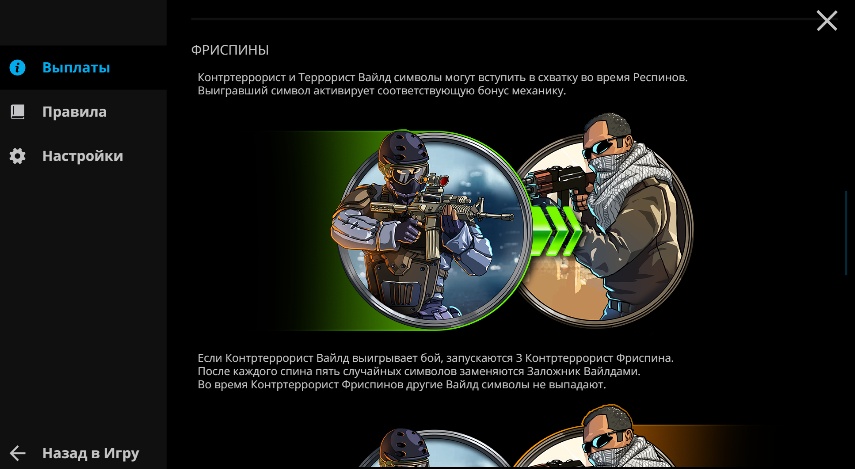 ФРИСПИНЫ
Выплаты
Контртеррорист и Террорист Вайлд символы могут вступить в схватку во время Респинов.
Выигравший символ активирует соответствующую бонус механику.
Правила
Настройки
Если Контртеррорист Вайлд выигрывает бой, запускаются 3 Контртеррорист Фриспина.
После каждого спина пять случайных символов заменяются Заложник Вайлдами.
Во время Контртеррорист Фриспинов другие Вайлд символы не выпадают.
Назад в Игру